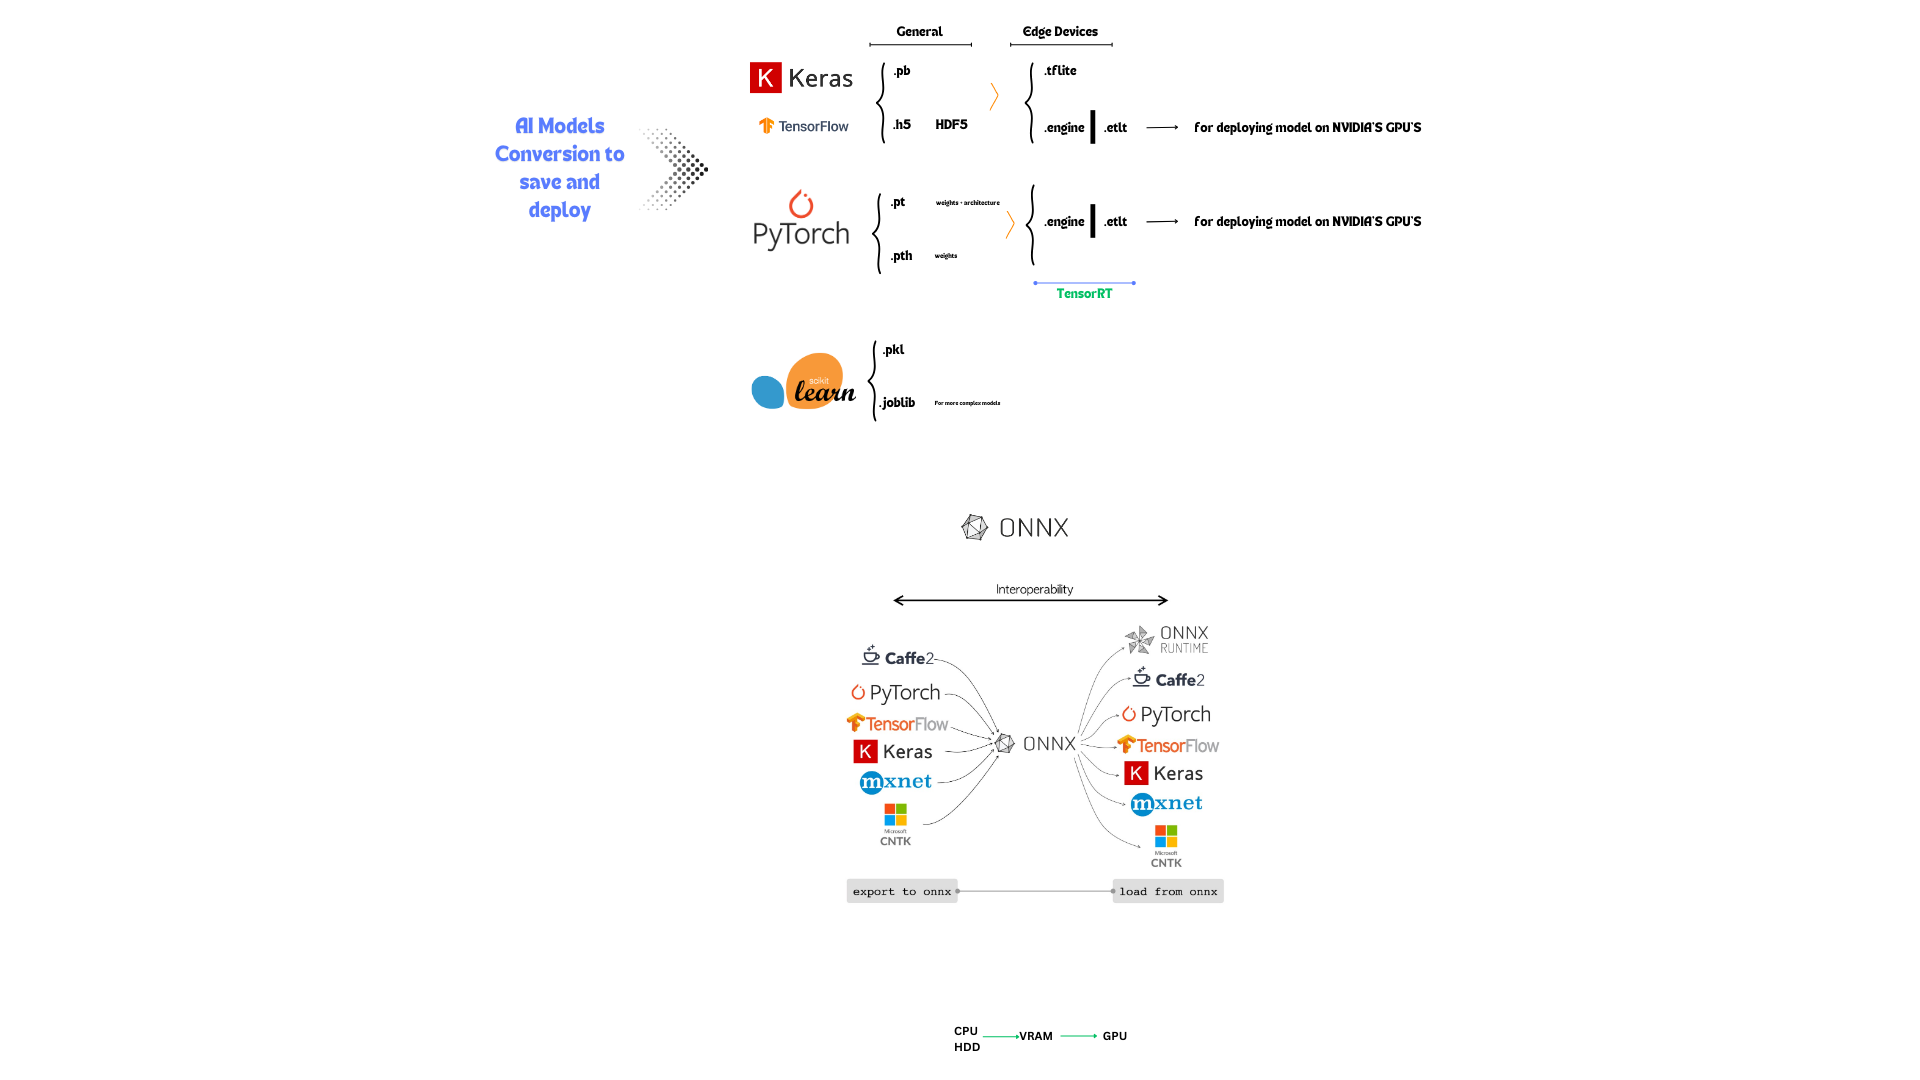 General
Edge Devices
K Keras
TensorFlow
.pb
.h5 HDF5
.tflite
.engine .etlt
for deploying model on NVIDIA'S GPU'S
AI Models
Conversion to
save and
deploy
PyTorch
.pt weights + architecture
.pth weights
.engine .etlt
for deploying model on NVIDIA'S GPU'S
TensorRT
scikit
learn
.pkl
.joblib For more complex models
ONNX
Interoperability
Caffe2
PyTorch
TensorFlow
K Keras
mxnet
Microsoft
CNTK
ONNX
ONNX
RUNTIME
Caffe2
PyTorch
TensorFlow
K Keras
mxnet
Microsoft
CNTK
export to onnx
load from onnx
CPU
HDD
VRAM
GPU